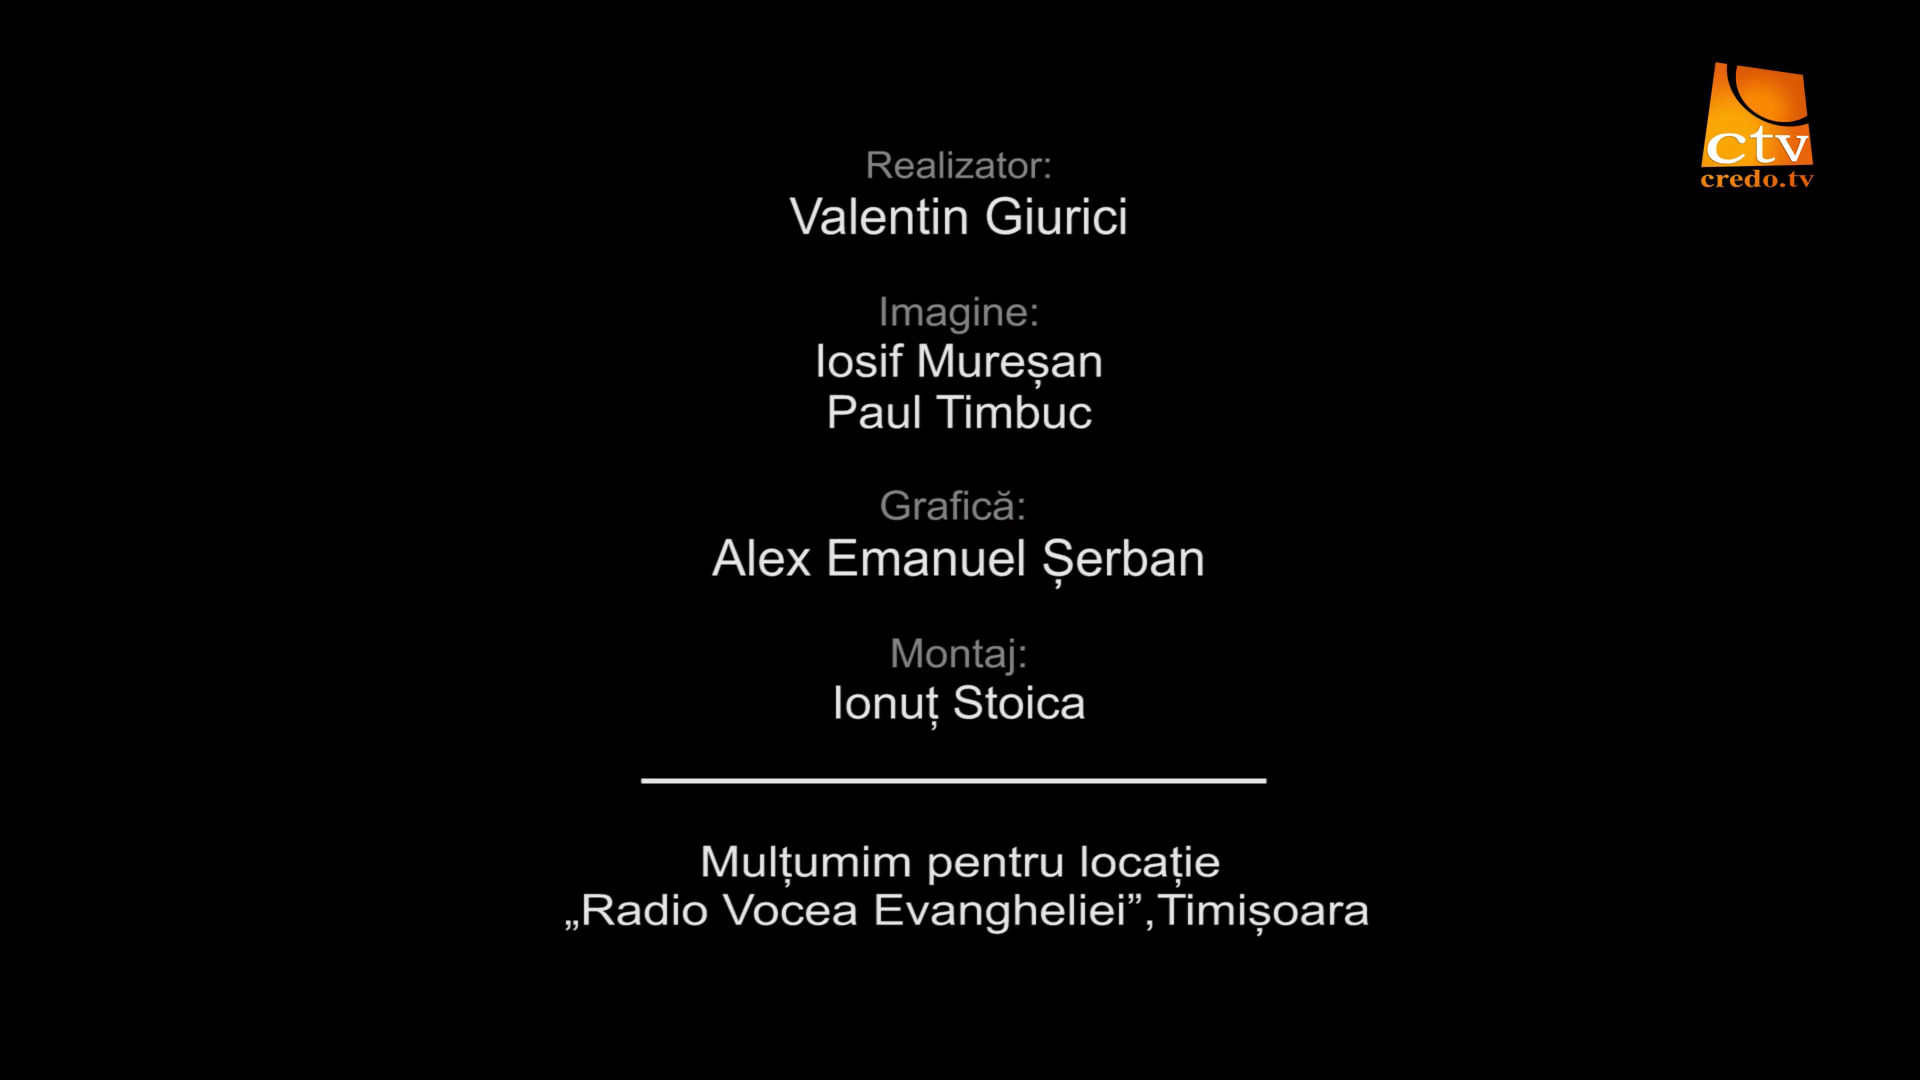 ctv
credo.tv
Realizator:
Valentin Giurici
Imagine:
Iosif Mureșan
Paul Timbuc
Grafică:
Alex Emanuel Șerban
Montaj:
Ionuț Stoica
Mulțumim pentru locație
„Radio Vocea Evangheliei”,Timișoara